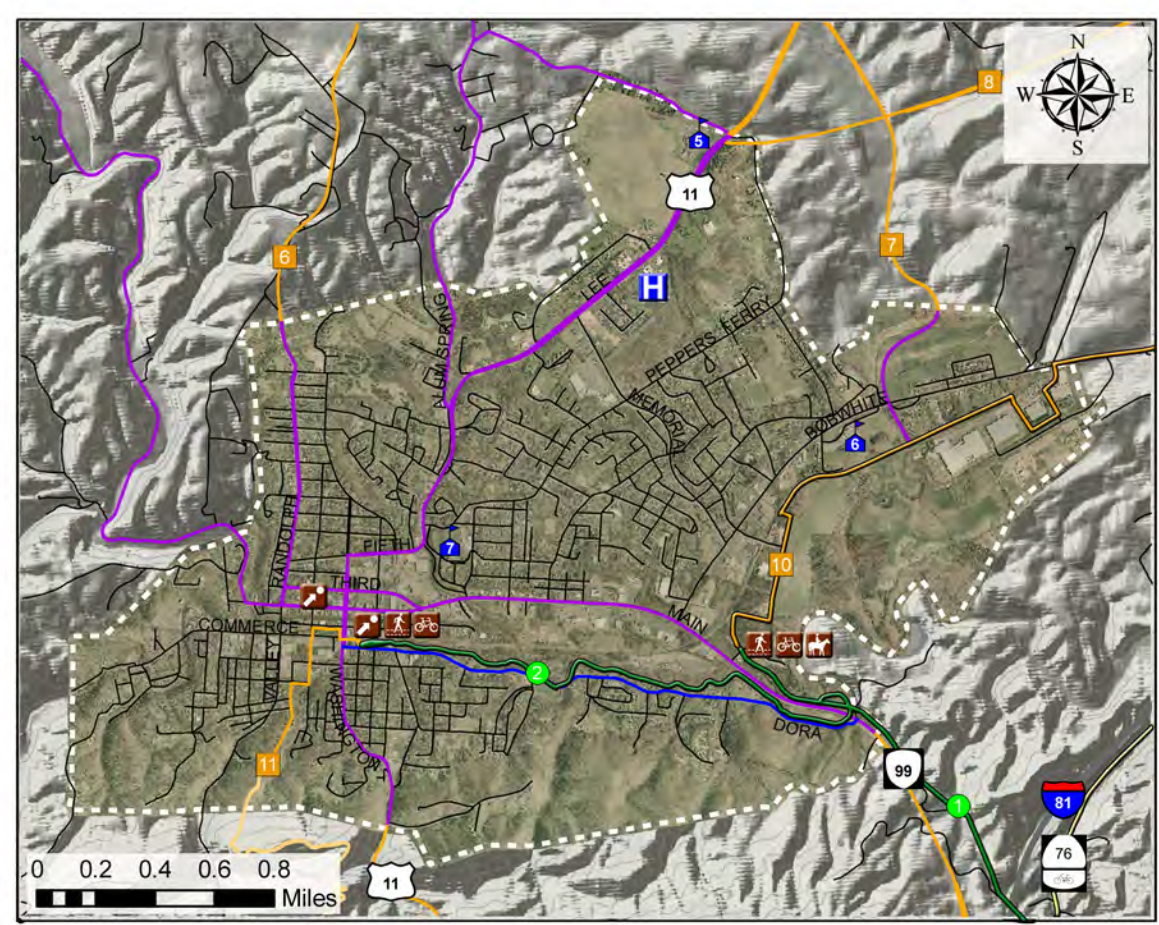 N
W E
S
8
5
11
7
6
H
LEE
ALUM SPRING
PEPPERS FERRY
MEMORIAL
BOBWHITE
6
RANDOLPH
FIFTH
7
10
THIRD
MAIN
COMMERCE
VALLEY
WASHINGTON
2
DORA
11
99
1
81
76
11
0 0.2 0.4 0.6 0.8
Miles